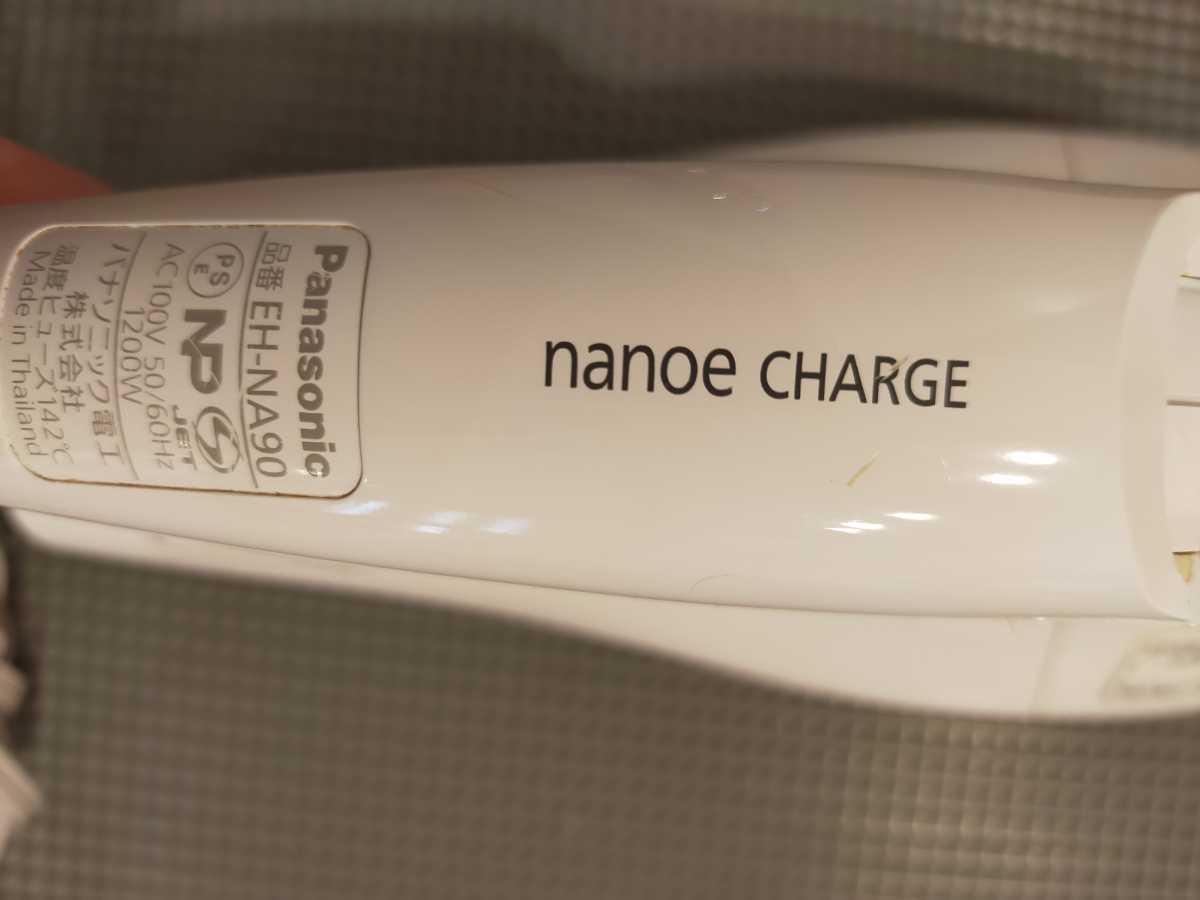 Panasonic
品番 EH-NA90
PS
E
NP
JET
AC100V 50/60Hz
1200W
パナソニック電工
株式会社
温度ヒューズ142℃
Made in Thailand
nanoe CHARGE